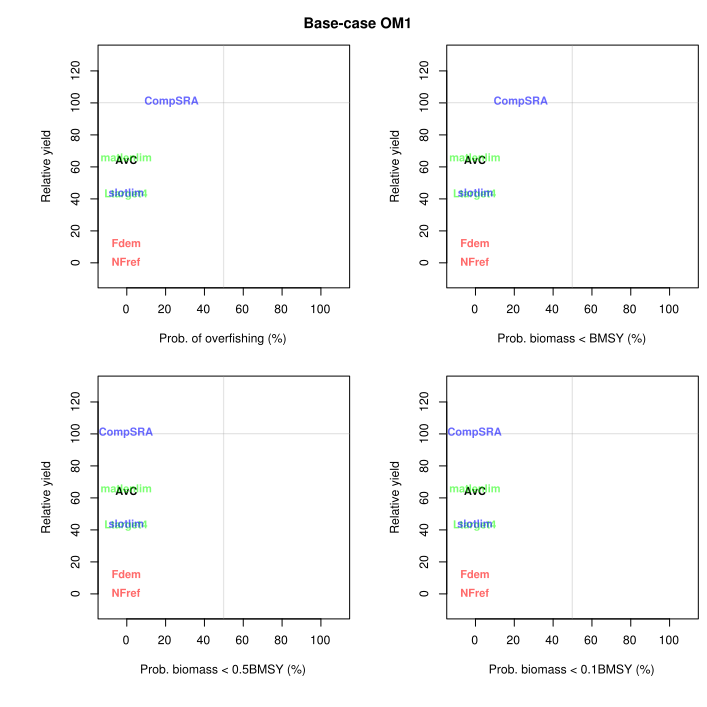 Base-case OM1
Relative yield
0 20 40 60 80 100 120
CompSRA
AvC
slotlim
Fdem
NFref
0 20 40 60 80 100
Prob. of overfishing (%)
Relative yield
0 20 40 60 80 100 120
CompSRA
AvC
slotlim
Fdem
NFref
0 20 40 60 80 100
Prob. biomass < BMSY (%)
Relative yield
0 20 40 60 80 100 120
CompSRA
AvC
slotlim
Fdem
NFref
0 20 40 60 80 100
Prob. biomass < 0.5BMSY (%)
Relative yield
0 20 40 60 80 100 120
CompSRA
AvC
slotlim
Fdem
NFref
0 20 40 60 80 100
Prob. biomass < 0.1BMSY (%)